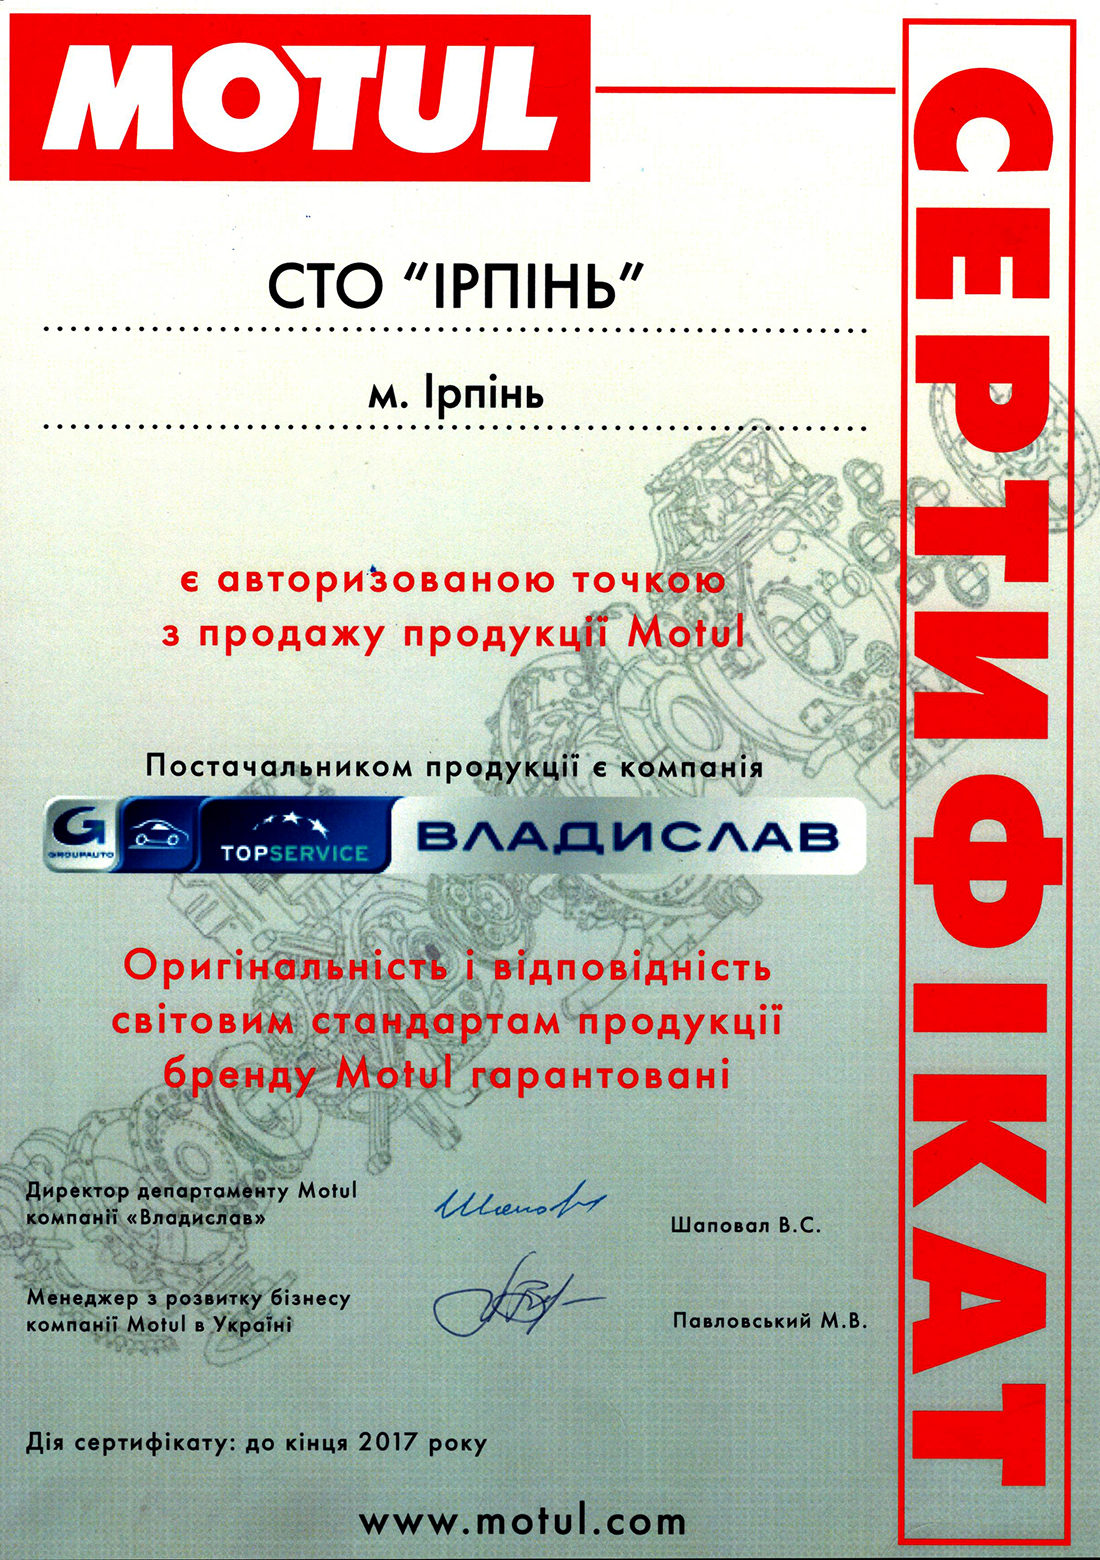 MOTUL
СЕРТИФІКАТ
СТО “ІРПІНЬ”
м. Ірпінь
є авторизованою точкою
з продажу продукції Motul
Постачальником продукції є компанія
G
GROUPAUTO
TOPSERVICE
ВЛАДИСЛАВ
Оригінальність і відповідність
світовим стандартам продукції
бренду Motul гарантовані
Директор департаменту Motul
компанії «Владислав»
Шаповал В.С.
Менеджер з розвитку бізнесу
компанії Motul в Україні
Павловський М.В.
Дія сертифікату: до кінця 2017 року
www.motul.com